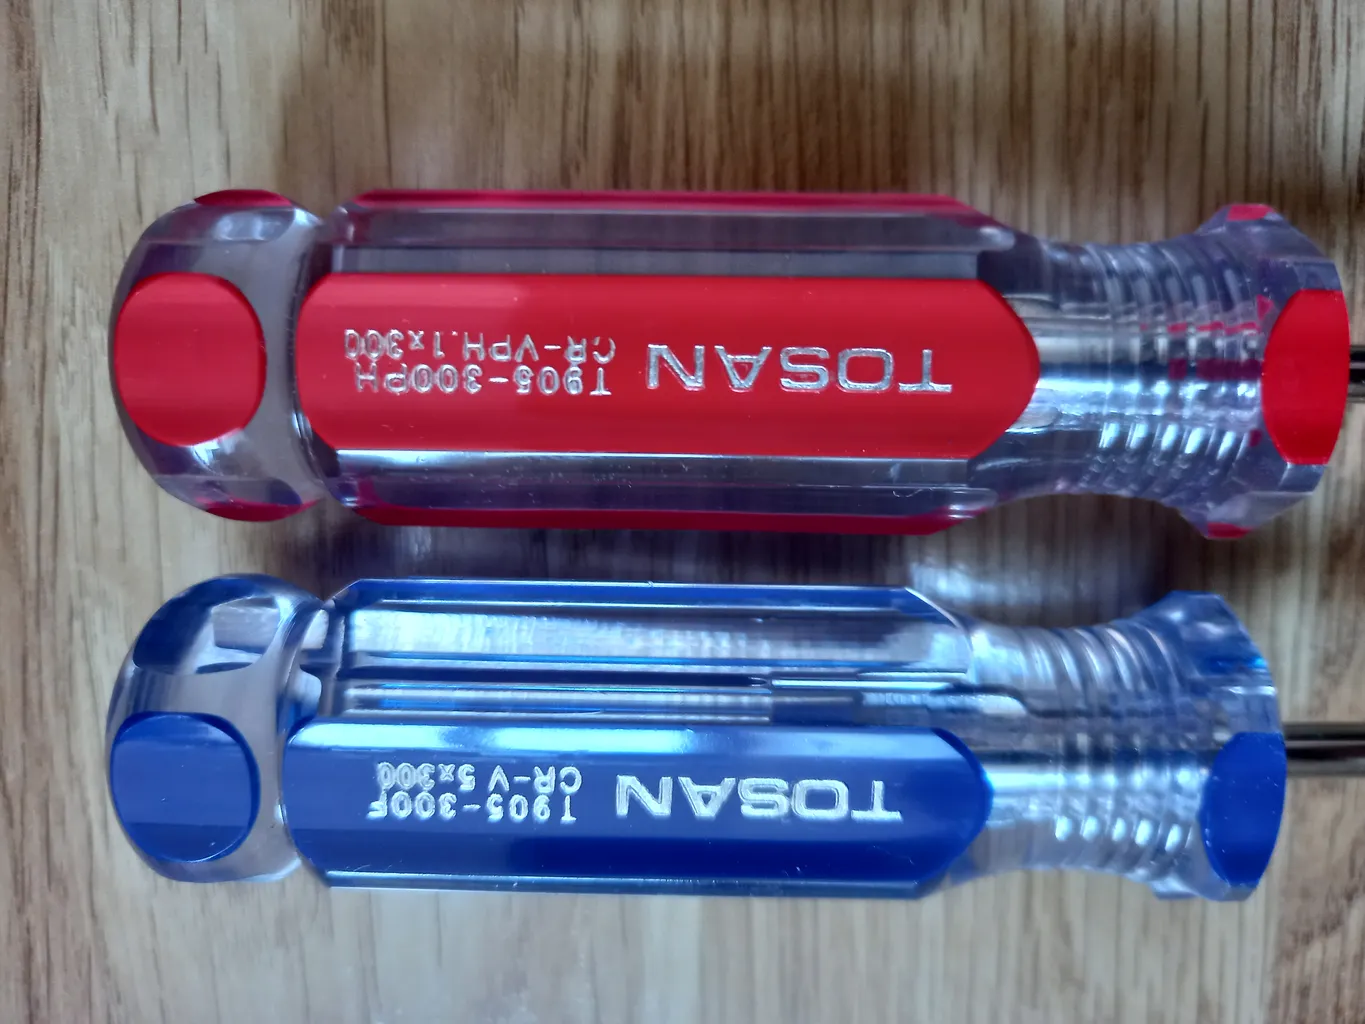 TOSAN
T905-300F
CR-V 5x300
TOSAN
T905-300PH
CR-VPH.1x300